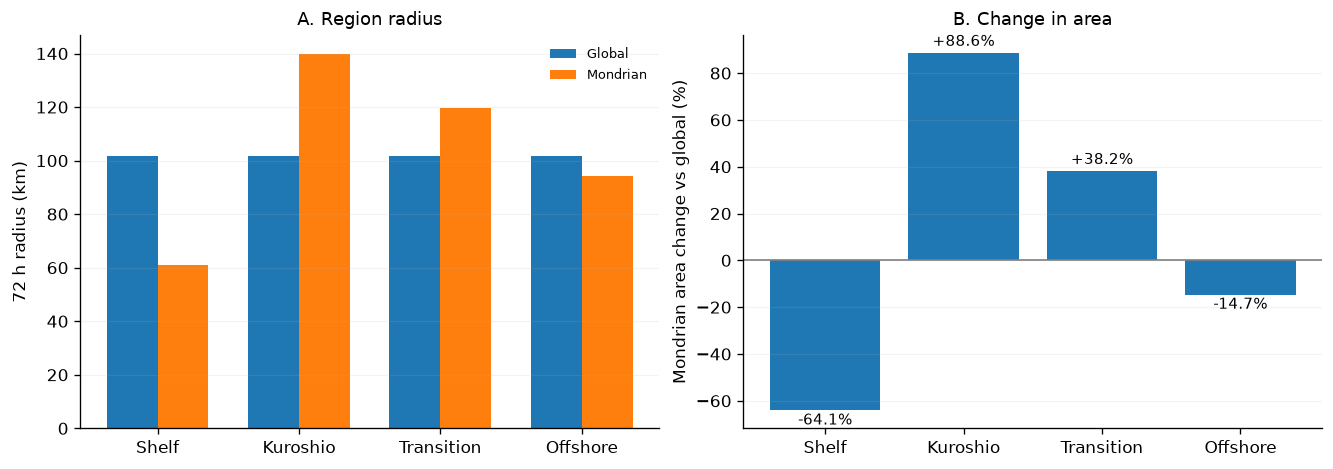 A. Region radius
72 h radius (km)
140
120
100
80
60
40
20
0
Global
Mondrian
Shelf
Kuroshio
Transition
Offshore
B. Change in area
Mondrian area change vs global (%)
80
60
40
20
0
−20
−40
−60
+88.6%
+38.2%
-14.7%
-64.1%
Shelf
Kuroshio
Transition
Offshore